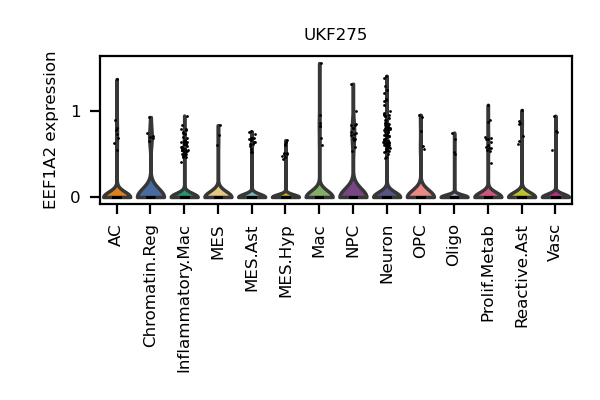 UKF275
EEF1A2 expression
1
0
AC
Chromatin.Reg
Inflammatory.Mac
MES
MES.Ast
MES.Hyp
Mac
NPC
Neuron
OPC
Oligo
Prolif.Metab
Reactive.Ast
Vasc